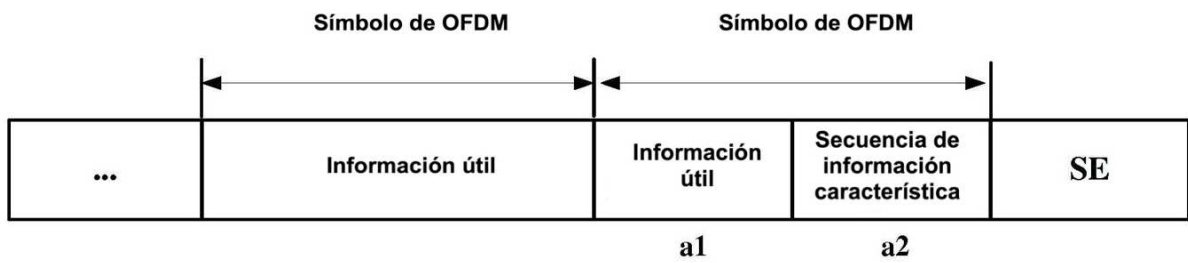 Símbolo de OFDM
Símbolo de OFDM
...
Información útil
Información
útil
Secuencia de
información
característica
SE
a1
a2